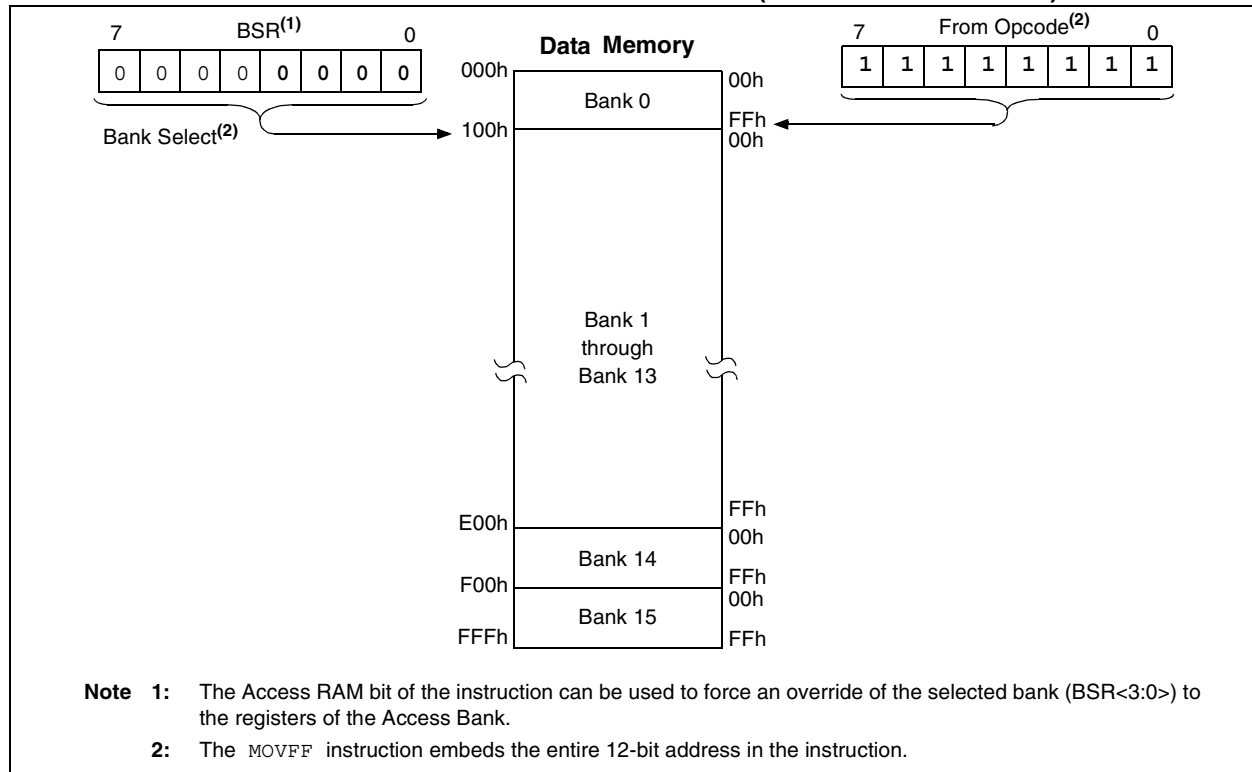 7 BSR(1) 0
0 0 0 0 0 0 0 0
Bank Select(2)
Data Memory
7 From Opcode(2) 0
1 1 1 1 1 1 1 1
000h
Bank 0
00h
FFh
100h
00h
Bank 1
through
Bank 13
FFh
E00h
00h
Bank 14
FFh
F00h
00h
Bank 15
FFFh
FFh
Note 1: The Access RAM bit of the instruction can be used to force an override of the selected bank (BSR<3:0>) to
the registers of the Access Bank.
2: The MOVFF instruction embeds the entire 12-bit address in the instruction.